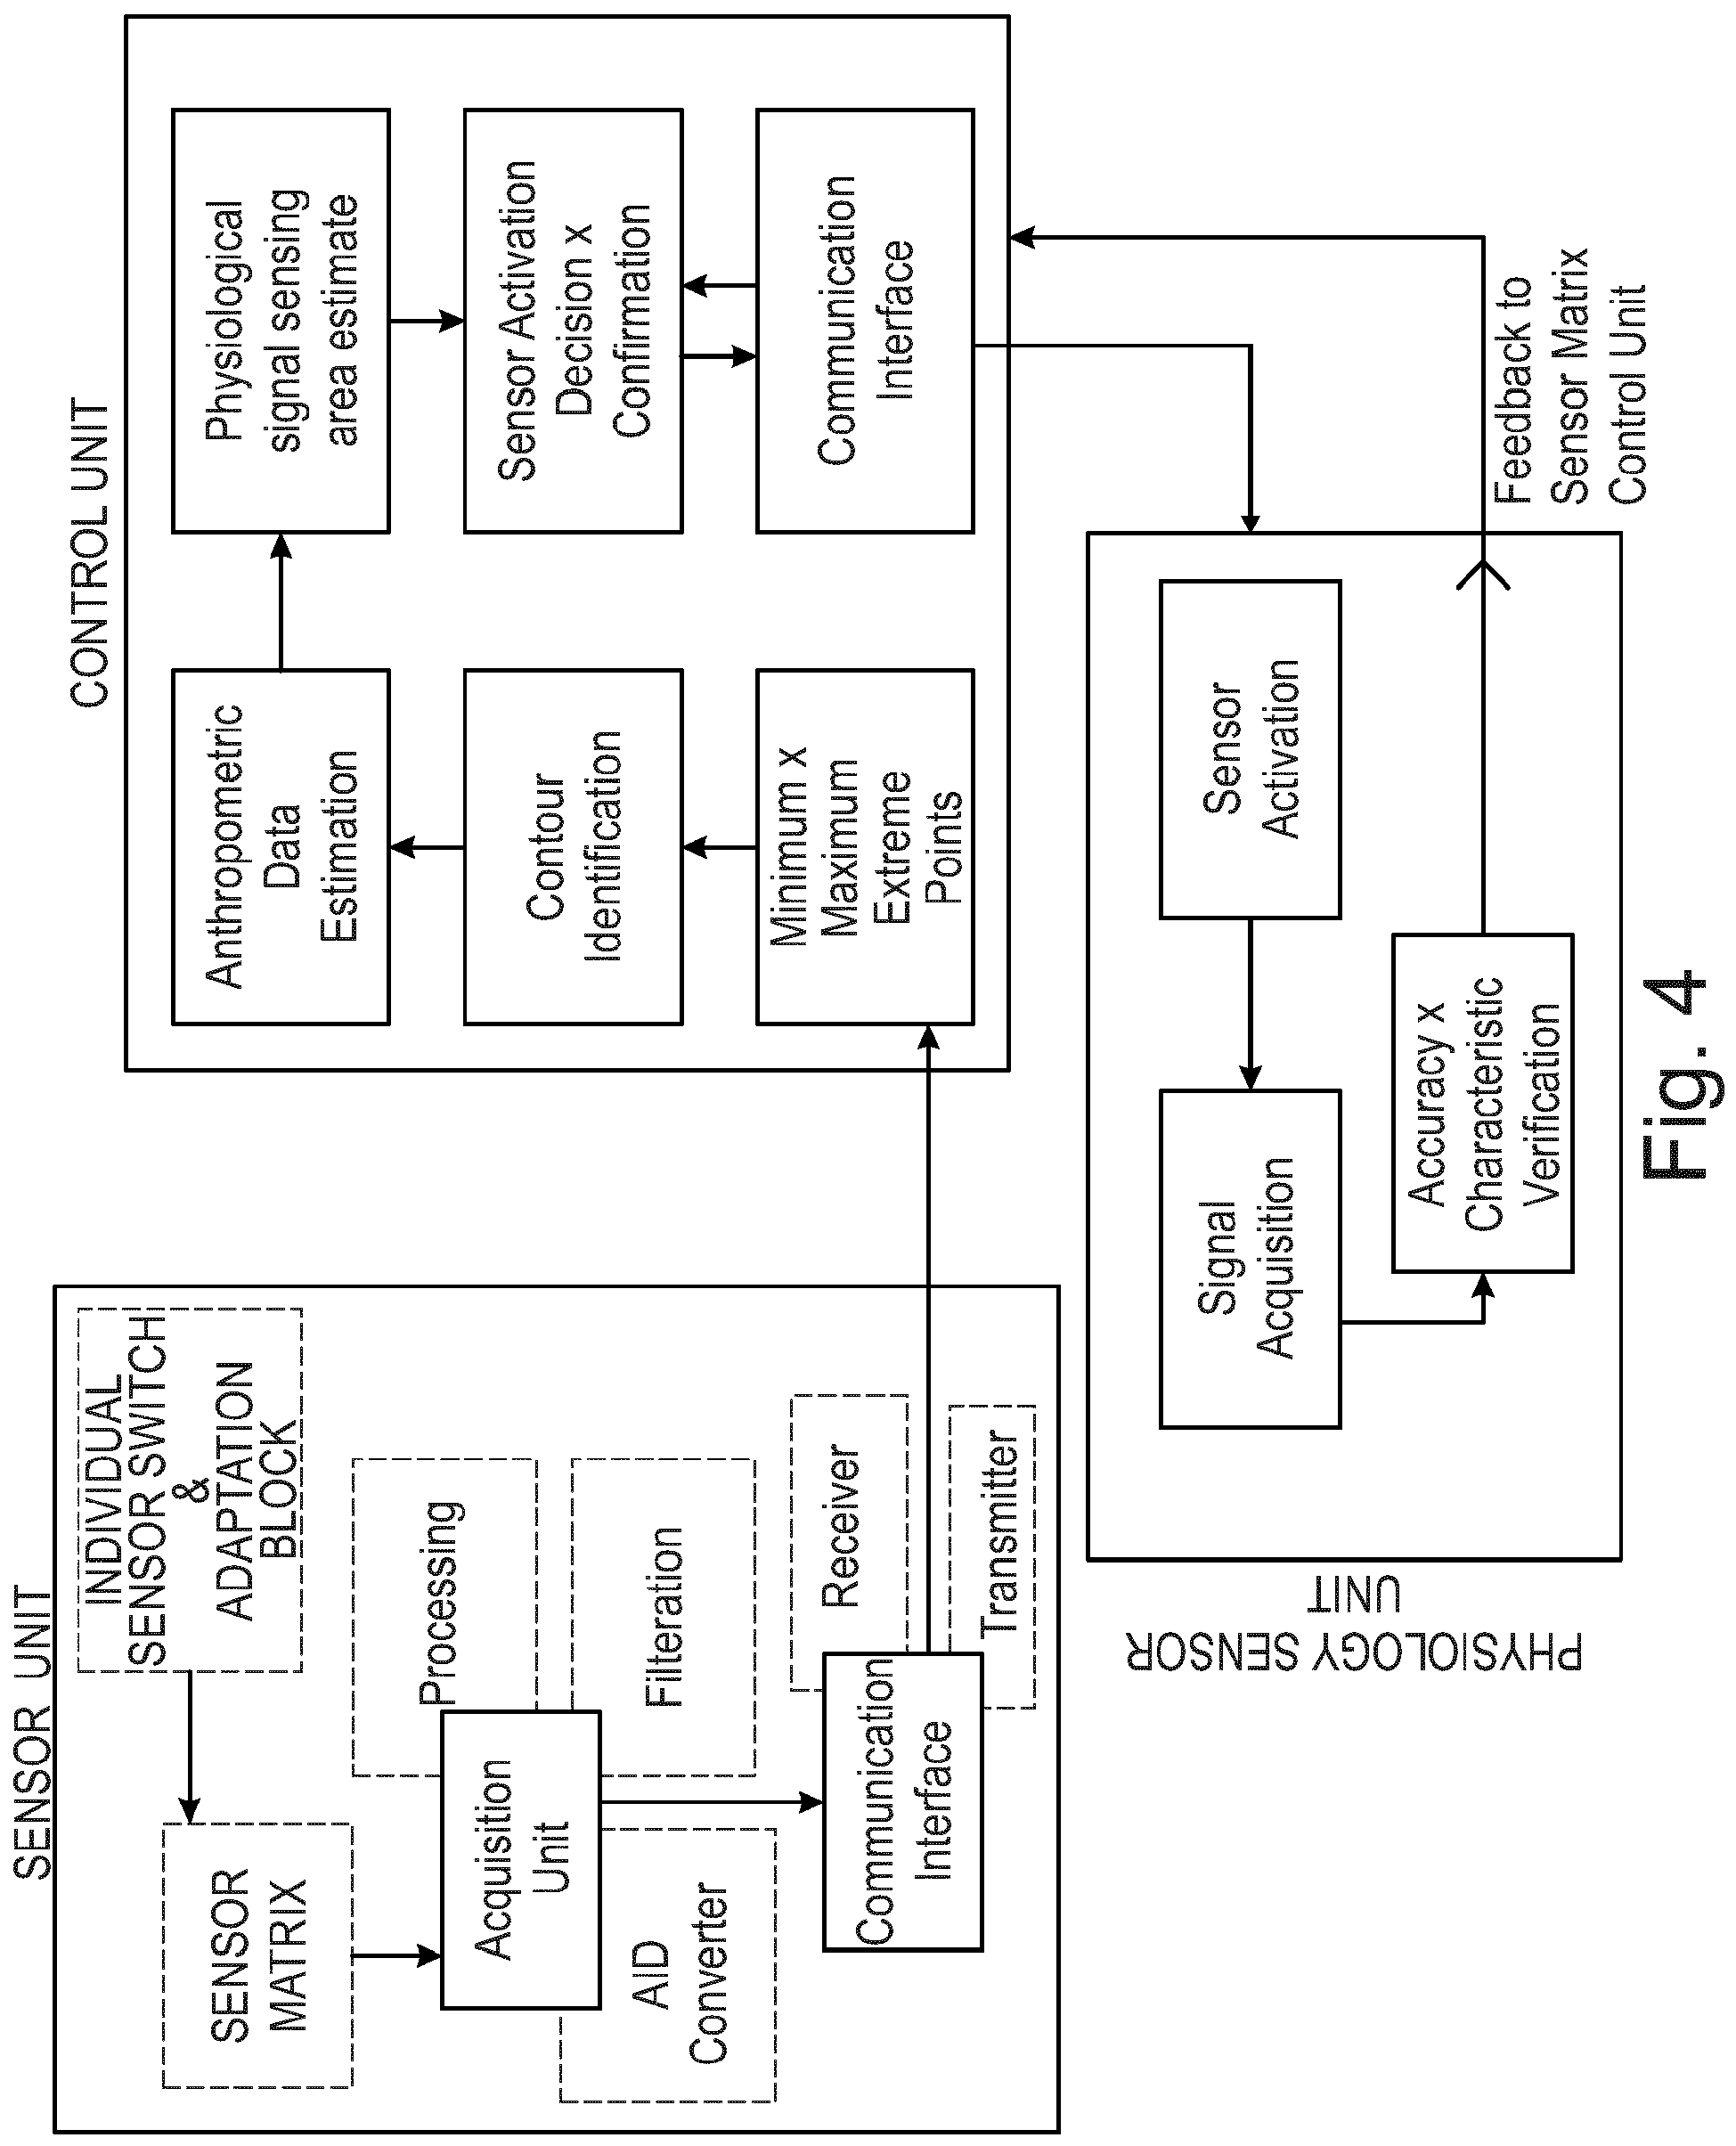 SENSOR UNIT
INDIVIDUAL
SENSOR SWITCH
&
ADAPTATION
BLOCK
SENSOR
MATRIX
Processing
Acquisition
Unit
Filteration
AID
Converter
Receiver
Communication
Interface
Transmitter
CONTROL UNIT
Anthropometric
Data
Estimation
Physiological
signal sensing
area estimate
Contour
Identification
Sensor Activation
Decision x
Confirmation
Minimum x
Maximum
Extreme
Points
Communication
Interface
PHYSIOLOGY SENSOR
UNIT
Signal
Acquisition
Sensor
Activation
Accuracy x
Characteristic
Verification
Feedback to
Sensor Matrix
Control Unit
Fig. 4